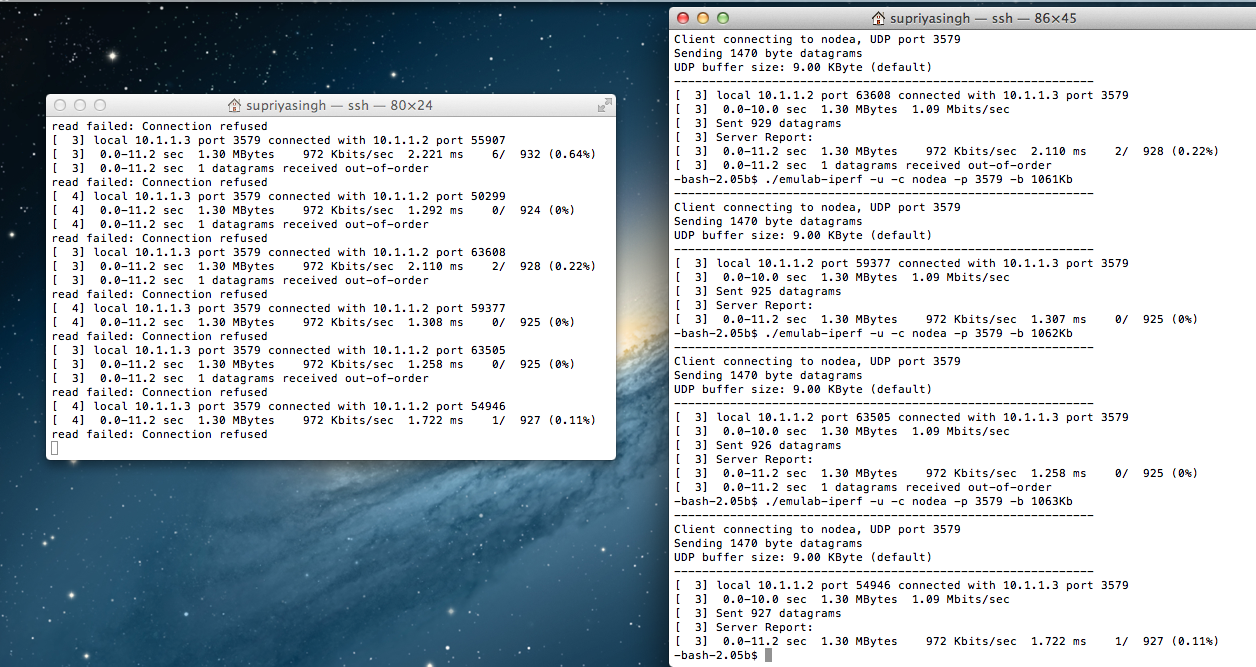 supriyasingh — ssh — 80×24
read failed: Connection refused
[  3] local 10.1.1.3 port 3579 connected with 10.1.1.2 port 55907
[  3]  0.0-11.2 sec  1.30 MBytes    972 Kbits/sec  2.221 ms    6/  932 (0.64%)
[  3]  0.0-11.2 sec  1 datagrams received out-of-order
read failed: Connection refused
[  4] local 10.1.1.3 port 3579 connected with 10.1.1.2 port 50299
[  4]  0.0-11.2 sec  1.30 MBytes    972 Kbits/sec  1.292 ms    0/  924 (0%)
[  4]  0.0-11.2 sec  1 datagrams received out-of-order
read failed: Connection refused
[  3] local 10.1.1.3 port 3579 connected with 10.1.1.2 port 63608
[  3]  0.0-11.2 sec  1.30 MBytes    972 Kbits/sec  2.110 ms    2/  928 (0.22%)
[  3]  0.0-11.2 sec  1 datagrams received out-of-order
read failed: Connection refused
[  4] local 10.1.1.3 port 3579 connected with 10.1.1.2 port 59377
[  4]  0.0-11.2 sec  1.30 MBytes    972 Kbits/sec  1.308 ms    0/  925 (0%)
read failed: Connection refused
[  3] local 10.1.1.3 port 3579 connected with 10.1.1.2 port 63505
[  3]  0.0-11.2 sec  1.30 MBytes    972 Kbits/sec  1.258 ms    0/  925 (0%)
[  3]  0.0-11.2 sec  1 datagrams received out-of-order
read failed: Connection refused
[  4] local 10.1.1.3 port 3579 connected with 10.1.1.2 port 54946
[  4]  0.0-11.2 sec  1.30 MBytes    972 Kbits/sec  1.722 ms    1/  927 (0.11%)
read failed: Connection refused
supriyasingh — ssh — 86×45
Client connecting to nodea, UDP port 3579
Sending 1470 byte datagrams
UDP buffer size: 9.00 KByte (default)
------------------------------------------------------------
[  3] local 10.1.1.2 port 63608 connected with 10.1.1.3 port 3579
[  3]  0.0-10.0 sec  1.30 MBytes  1.09 Mbits/sec
[  3] Sent 929 datagrams
[  3] Server Report:
[  3]  0.0-11.2 sec  1.30 MBytes    972 Kbits/sec  2.110 ms    2/  928 (0.22%)
[  3]  0.0-11.2 sec  1 datagrams received out-of-order
-bash-2.05b$ ./emulab-iperf -u -c nodea -p 3579 -b 1061Kb
------------------------------------------------------------
Client connecting to nodea, UDP port 3579
Sending 1470 byte datagrams
UDP buffer size: 9.00 KByte (default)
------------------------------------------------------------
[  3] local 10.1.1.2 port 59377 connected with 10.1.1.3 port 3579
[  3]  0.0-10.0 sec  1.30 MBytes  1.09 Mbits/sec
[  3] Sent 925 datagrams
[  3] Server Report:
[  3]  0.0-11.2 sec  1.30 MBytes    972 Kbits/sec  1.307 ms    0/  925 (0%)
-bash-2.05b$ ./emulab-iperf -u -c nodea -p 3579 -b 1062Kb
------------------------------------------------------------
Client connecting to nodea, UDP port 3579
Sending 1470 byte datagrams
UDP buffer size: 9.00 KByte (default)
------------------------------------------------------------
[  3] local 10.1.1.2 port 63505 connected with 10.1.1.3 port 3579
[  3]  0.0-10.0 sec  1.30 MBytes  1.09 Mbits/sec
[  3] Sent 926 datagrams
[  3] Server Report:
[  3]  0.0-11.2 sec  1.30 MBytes    972 Kbits/sec  1.258 ms    0/  925 (0%)
[  3]  0.0-11.2 sec  1 datagrams received out-of-order
-bash-2.05b$ ./emulab-iperf -u -c nodea -p 3579 -b 1063Kb
------------------------------------------------------------
Client connecting to nodea, UDP port 3579
Sending 1470 byte datagrams
UDP buffer size: 9.00 KByte (default)
------------------------------------------------------------
[  3] local 10.1.1.2 port 54946 connected with 10.1.1.3 port 3579
[  3]  0.0-10.0 sec  1.30 MBytes  1.09 Mbits/sec
[  3] Sent 927 datagrams
[  3] Server Report:
[  3]  0.0-11.2 sec  1.30 MBytes    972 Kbits/sec  1.722 ms    1/  927 (0.11%)
-bash-2.05b$